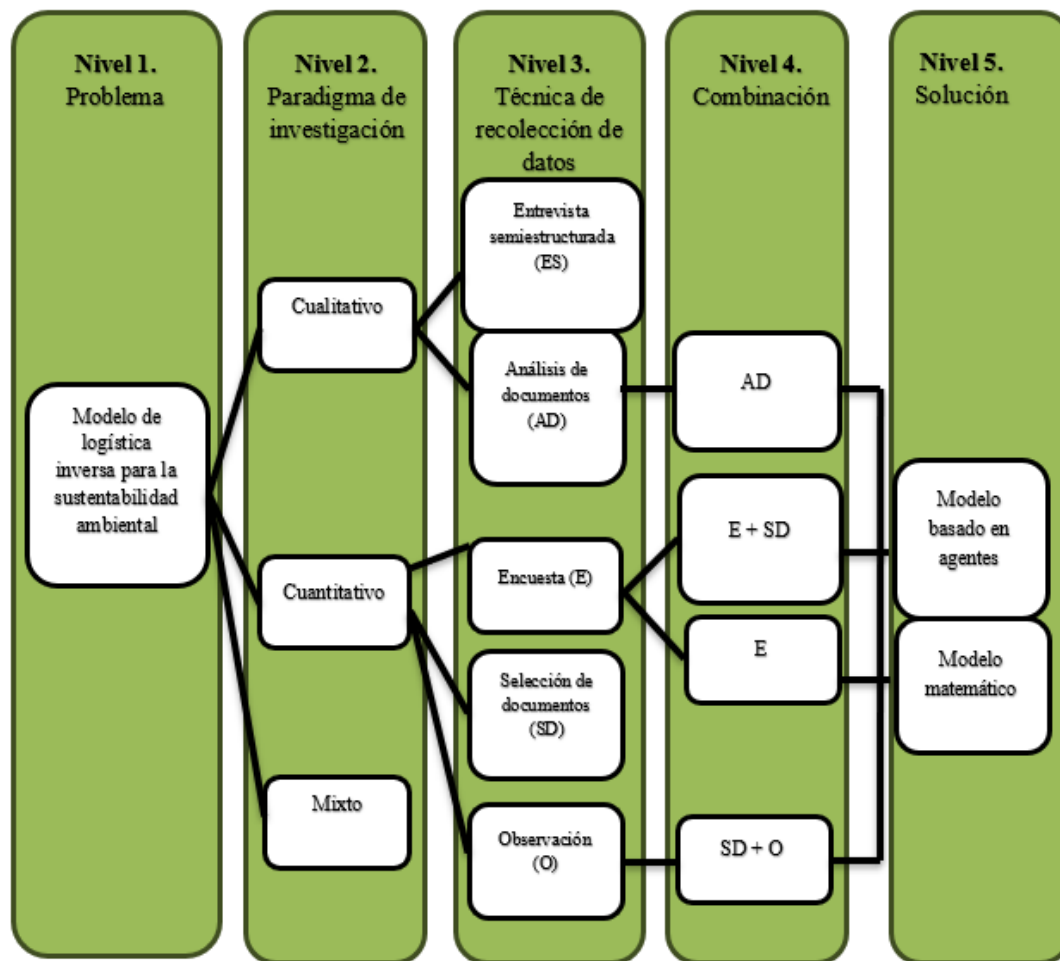 Nivel 1.
Problema
Modelo de
logística
inversa para la
sustentabilidad
ambiental
Nivel 2.
Paradigma de
investigación
Cualitativo
Cuantitativo
Mixto
Nivel 3.
Técnica de
recolección de
datos
Entrevista
semiestructurada
(ES)
Análisis de
documentos
(AD)
Encuesta (E)
Selección de
documentos
(SD)
Observación
(O)
Nivel 4.
Combinación
AD
E + SD
E
SD + O
Nivel 5.
Solución
Modelo
basado en
agentes
Modelo
matemático